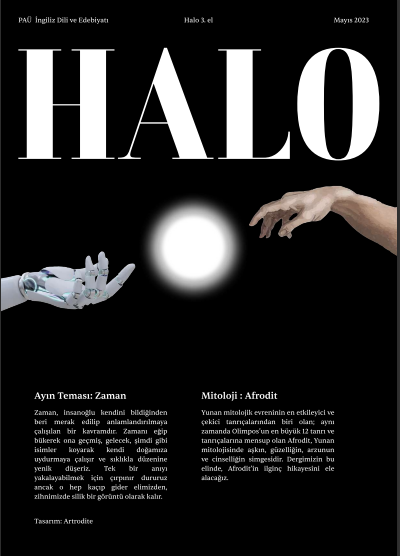 PAÜ İngiliz Dili ve Edebiyatı
Halo 3. el
Mayıs 2023
HALO
Ayın Teması: Zaman
Zaman, insanoğlu kendini bildiğinden
beri merak edilip anlamlandırılmaya
çalışılan bir kavramdır. Zamanı eğip
bükerek ona geçmiş, gelecek, şimdi gibi
isimler koyarak kendi doğamıza
uydurmaya çalışır ve sıklıkla düzenine
yenik düşeriz. Tek bir anıyı
yakalayabilmek için çırpınır dururuz
ancak o hep kaçıp gider elimizden,
zihnimizde silik bir görüntü olarak kalır.
Mitoloji : Afrodit
Yunan mitolojik evreninin en etkileyici ve
çekici tanrıçalarından biri olan; aynı
zamanda Olimpos'un en büyük 12 tanrı ve
tanrıçalarına mensup olan Afrodit, Yunan
mitolojisinde aşkın, güzelliğin, arzunun
ve cinselliğin simgesidir. Dergimizin bu
elinde, Afrodit'in ilginç hikayesini ele
alacağız.
Tasarım: Artrodite